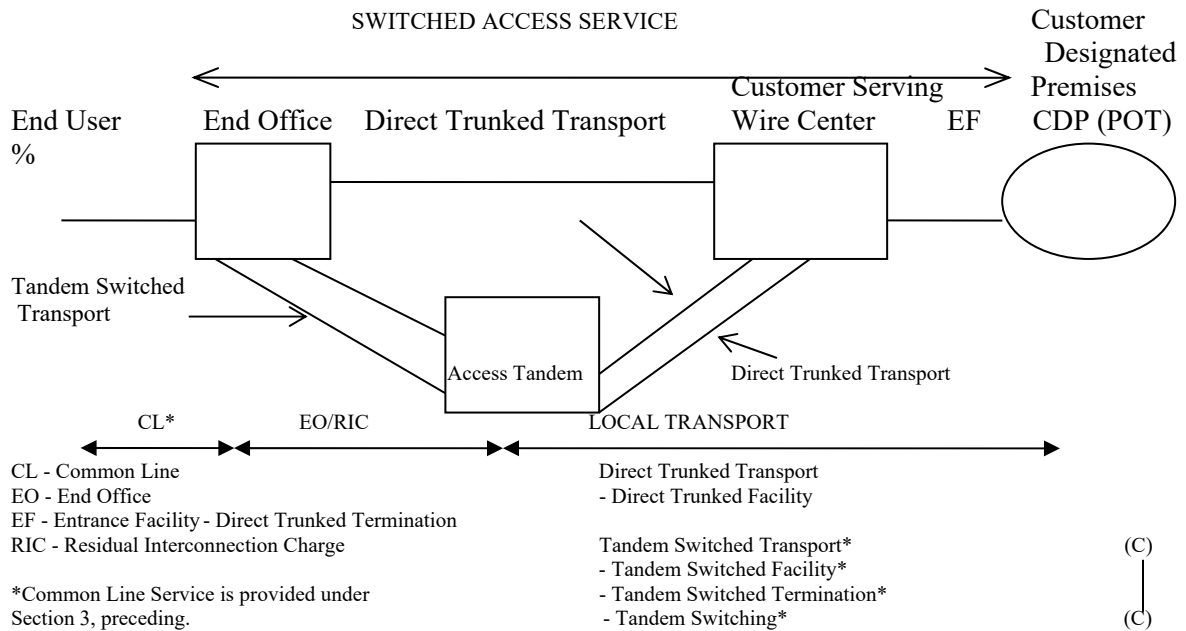 SWITCHED ACCESS SERVICE
Customer
Designated
Premises
CDP (POT)
End User
%
End Office
Direct Trunked Transport
Customer Serving
Wire Center
EF
Tandem Switched
Transport
Access Tandem
Direct Trunked Transport
CL*
EO/RIC
LOCAL TRANSPORT
CL - Common Line
EO - End Office
EF - Entrance Facility - Direct Trunked Termination
RIC - Residual Interconnection Charge
*Common Line Service is provided under
Section 3, preceding.
Direct Trunked Transport
- Direct Trunked Facility
Tandem Switched Transport*
- Tandem Switched Facility*
- Tandem Switched Termination*
- Tandem Switching*
(C)
(C)